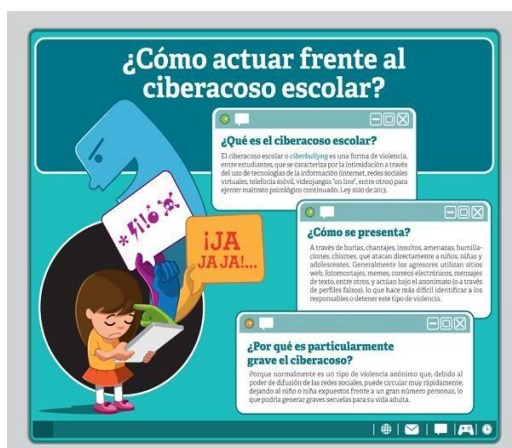 ¿Cómo actuar frente al
ciberacoso escolar?
¿Qué es el ciberacoso escolar?
El ciberacoso escolar o ciberbullyng es una forma de violencia,
entre estudiantes, que se caracteriza por la intimidación a través
del uso de tecnologías de la información (internet, redes sociales
virtuales, telefonía móvil, videojuegos "on line", entre otros) para
ejercer maltrato psicológico continuado. Ley 1620 de 2013.
¿Cómo se presenta?
A través de burlas, chantajes, insultos, amenazas, humilla-
ciones, chismes, que atacan directamente a niños, niñas y
adolescentes. Generalmente los agresores utilizan sitios
web, fotomontajes, memes, correos electrónicos, mensajes
de texto, entre otros, y actúan bajo el anonimato (o a través
de perfiles falsos), lo que hace más difícil identificar a los
responsables o detener este tipo de violencia.
¡JA
JA JA!...
¿Por qué es particularmente
grave el ciberacoso?
Porque normalmente es un tipo de violencia anónimo que, debido al
poder de difusión de las redes sociales, puede circular muy rápidamente,
dejando al niño o niña expuestos frente a un gran número personas, lo
que podría generar graves secuelas para su vida adulta.